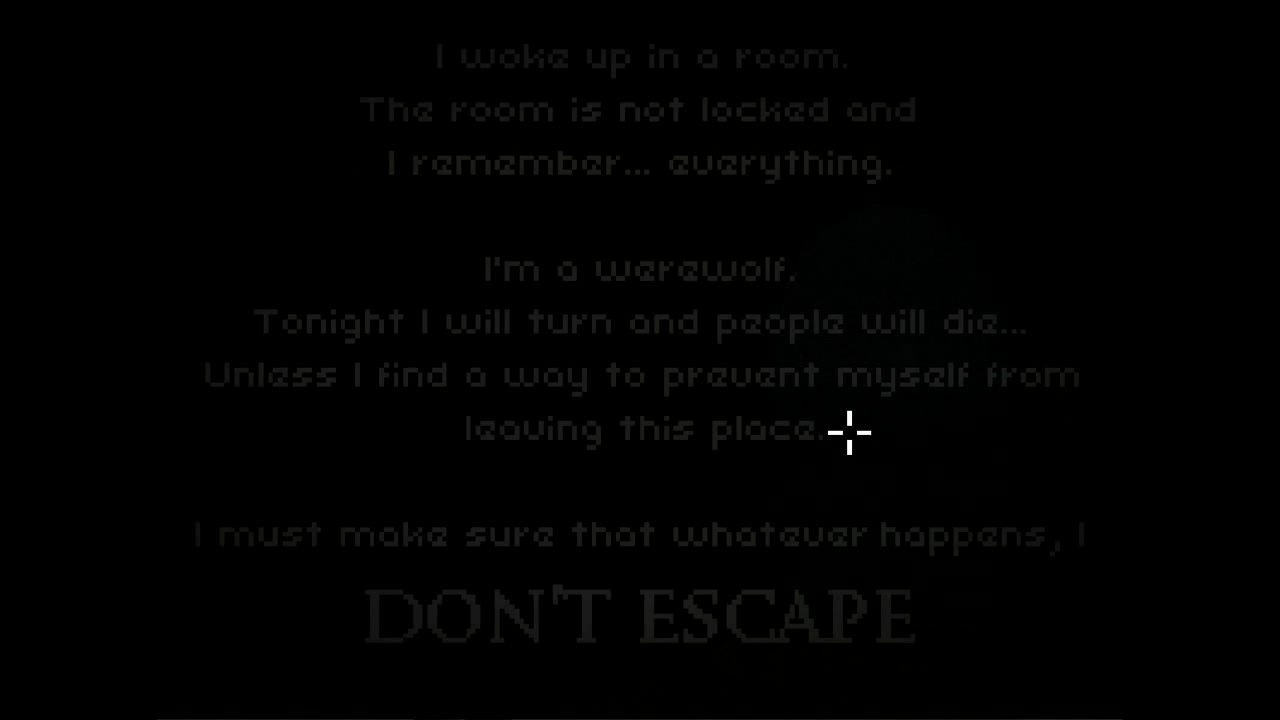 I woke up in a room.
The room is not locked and
I remember... everything.
I'm a werewolf.
Tonight I will turn and people will die...
Unless I find a way to prevent myself from
leaving this place.
I must make sure that whatever happens, I
DON'T ESCAPE